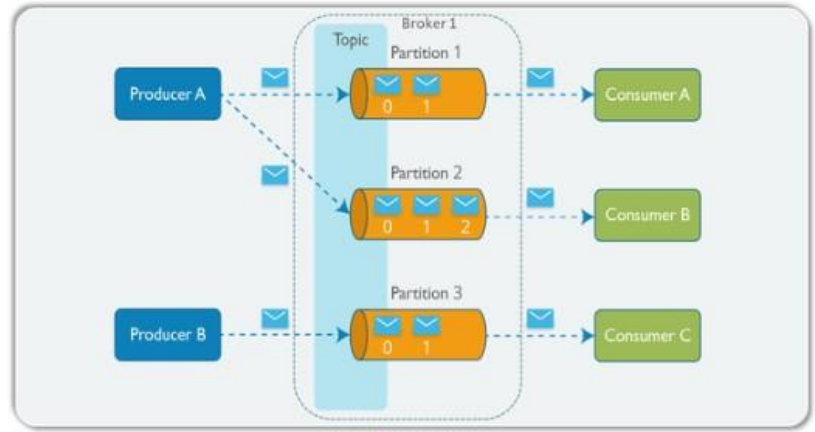 Broker 1
Topic
Partition 1
Producer A
0 1
Consumer A
Partition 2
0 1 2
Consumer B
Partition 3
Producer B
0 1
Consumer C